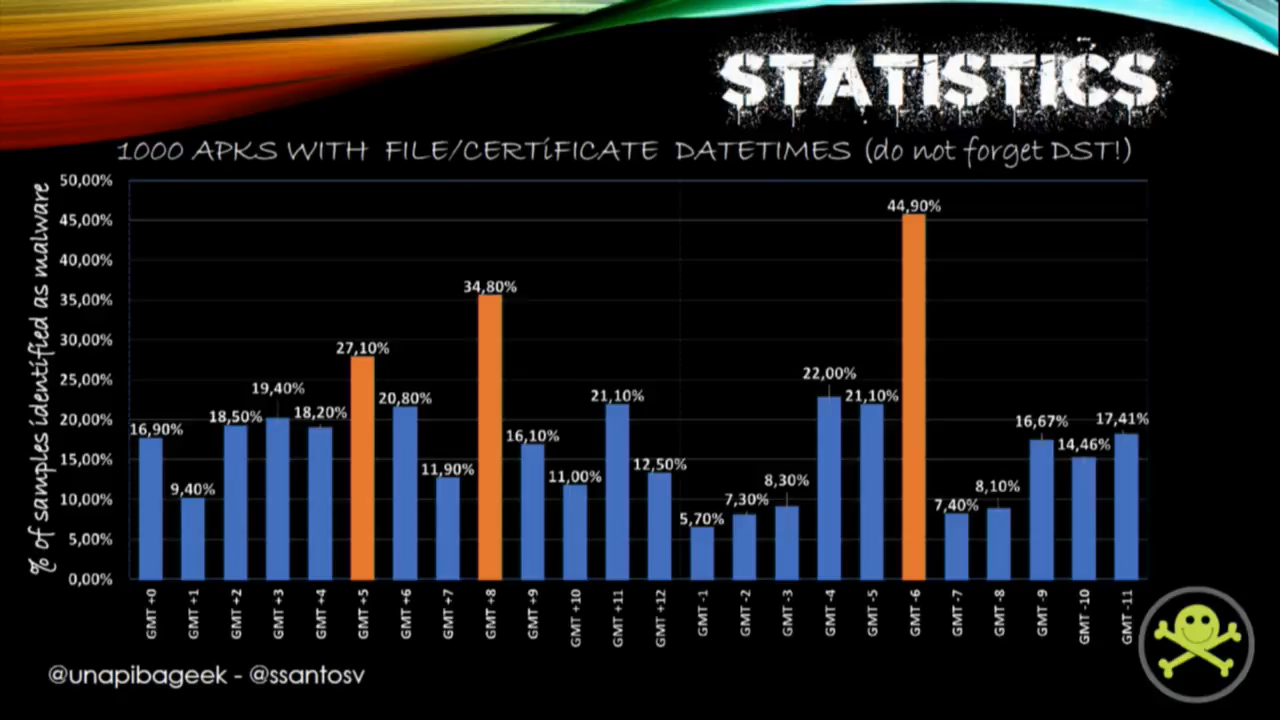 STATISTICS
1000 APKS WITH FILE/CERTiFICATE DATETIMES (do not forget DST!)
% of samples identified as malware
50,00%
45,00%
40,00%
35,00%
30,00%
25,00%
20,00%
15,00%
10,00%
5,00%
0,00%
16,90%
9,40%
18,50%
19,40%
18,20%
27,10%
20,80%
11,90%
34,80%
16,10%
11,00%
21,10%
12,50%
5,70%
7,30%
8,30%
22,00%
21,10%
44,90%
7,40%
8,10%
16,67%
14,46%
17,41%
GMT +0
GMT +1
GMT +2
GMT +3
GMT +4
GMT +5
GMT +6
GMT +7
GMT +8
GMT +9
GMT +10
GMT +11
GMT +12
GMT -1
GMT -2
GMT -3
GMT -4
GMT -5
GMT -6
GMT -7
GMT -8
GMT -9
GMT -10
GMT -11
@unapibageek - @ssantosv